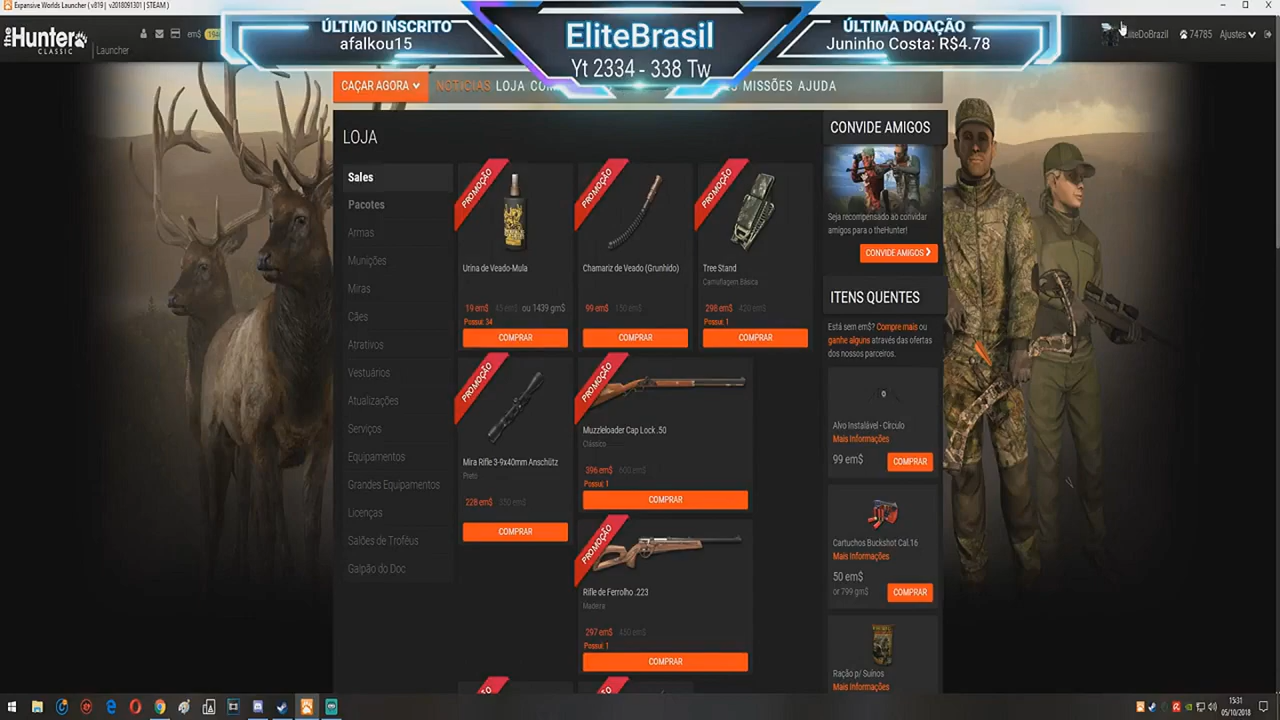 Expansive Worlds Launcher ( v819 | v2018091301 | STEAM )
theHunter
CLASSIC
Launcher
em$
ÚLTIMO INSCRITO
afalkou15
EliteBrasil
Yt 2334 - 338 Tw
ÚLTIMA DOAÇÃO
Juninho Costa: R$4.78
74785
Ajustes
CAÇAR AGORA
NOTÍCIAS
LOJA
MISSÕES
AJUDA
LOJA
Sales
Pacotes
Armas
Munições
Miras
Cães
Atrativos
Vestuários
Atualizações
Serviços
Equipamentos
Grandes Equipamentos
Licenças
Salões de Troféus
Galpão do Doc
PROMOÇÃO
Urina de Veado-Mula
19 em$ 45 em$ ou 1439 gm$
Possui: 34
COMPRAR
PROMOÇÃO
Chamariz de Veado (Grunhido)
99 em$ 150 em$
COMPRAR
PROMOÇÃO
Tree Stand
Camuflagem Básica
298 em$
Possui: 1
COMPRAR
PROMOÇÃO
Mira Rifle 3-9x40mm Anschütz
Preto
228 em$
COMPRAR
PROMOÇÃO
Muzzleloader Cap Lock .50
Clássico
396 em$ 600 em$
Possui: 1
COMPRAR
PROMOÇÃO
Rifle de Ferrolho .223
Madeira
297 em$ 450 em$
Possui: 1
COMPRAR
CONVIDE AMIGOS
Seja recompensado ao convidar
amigos para o theHunter!
CONVIDE AMIGOS
ITENS QUENTES
Está sem em$? Compre mais ou
ganhe alguns através das ofertas
dos nossos parceiros.
Alvo Instalável - Círculo
Mais Informações
99 em$
COMPRAR
Cartuchos Buckshot Cal.16
Mais Informações
50 em$
or 799 gm$
COMPRAR
Ração p/ Suínos
Mais Informações
15:31
05/10/2018